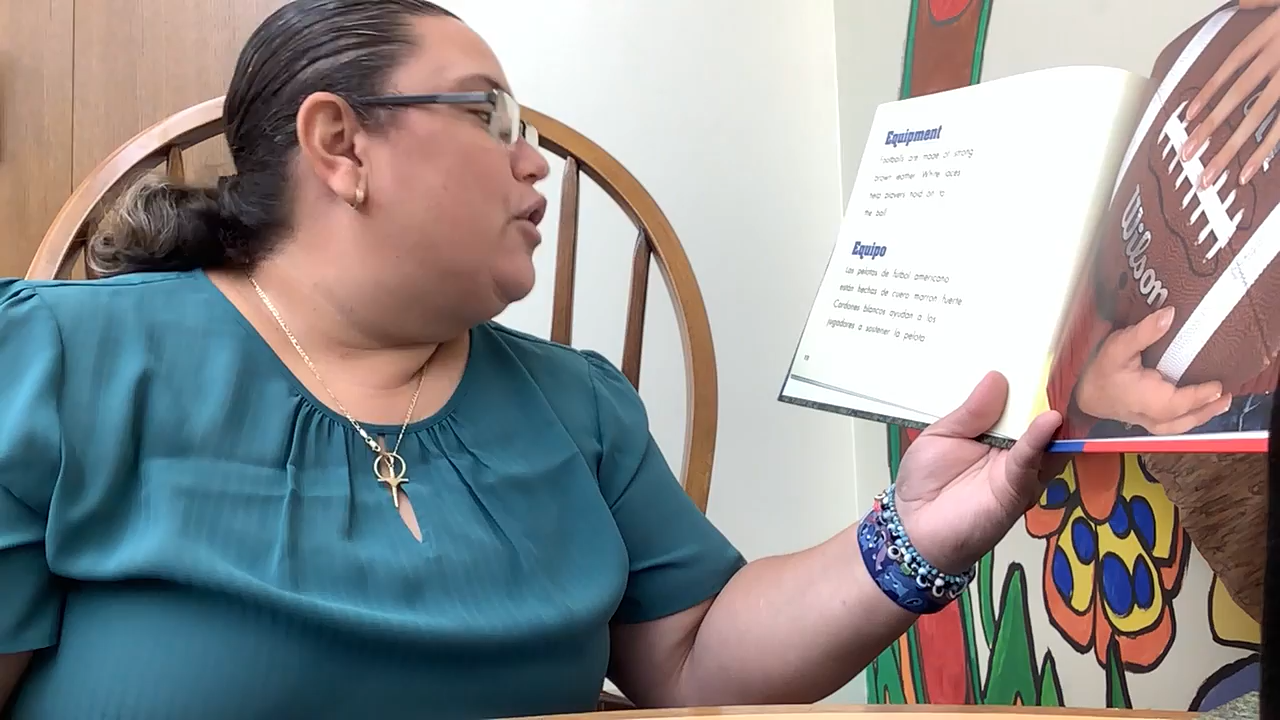 Equipment
Footballs are made of strong
brown leather. White laces
help players hold on to
the ball.
Equipo
Las pelotas de fútbol americano
están hechas de cuero marrón fuerte.
Cordones blancos ayudan a los
jugadores a sostener la pelota.
Wilson